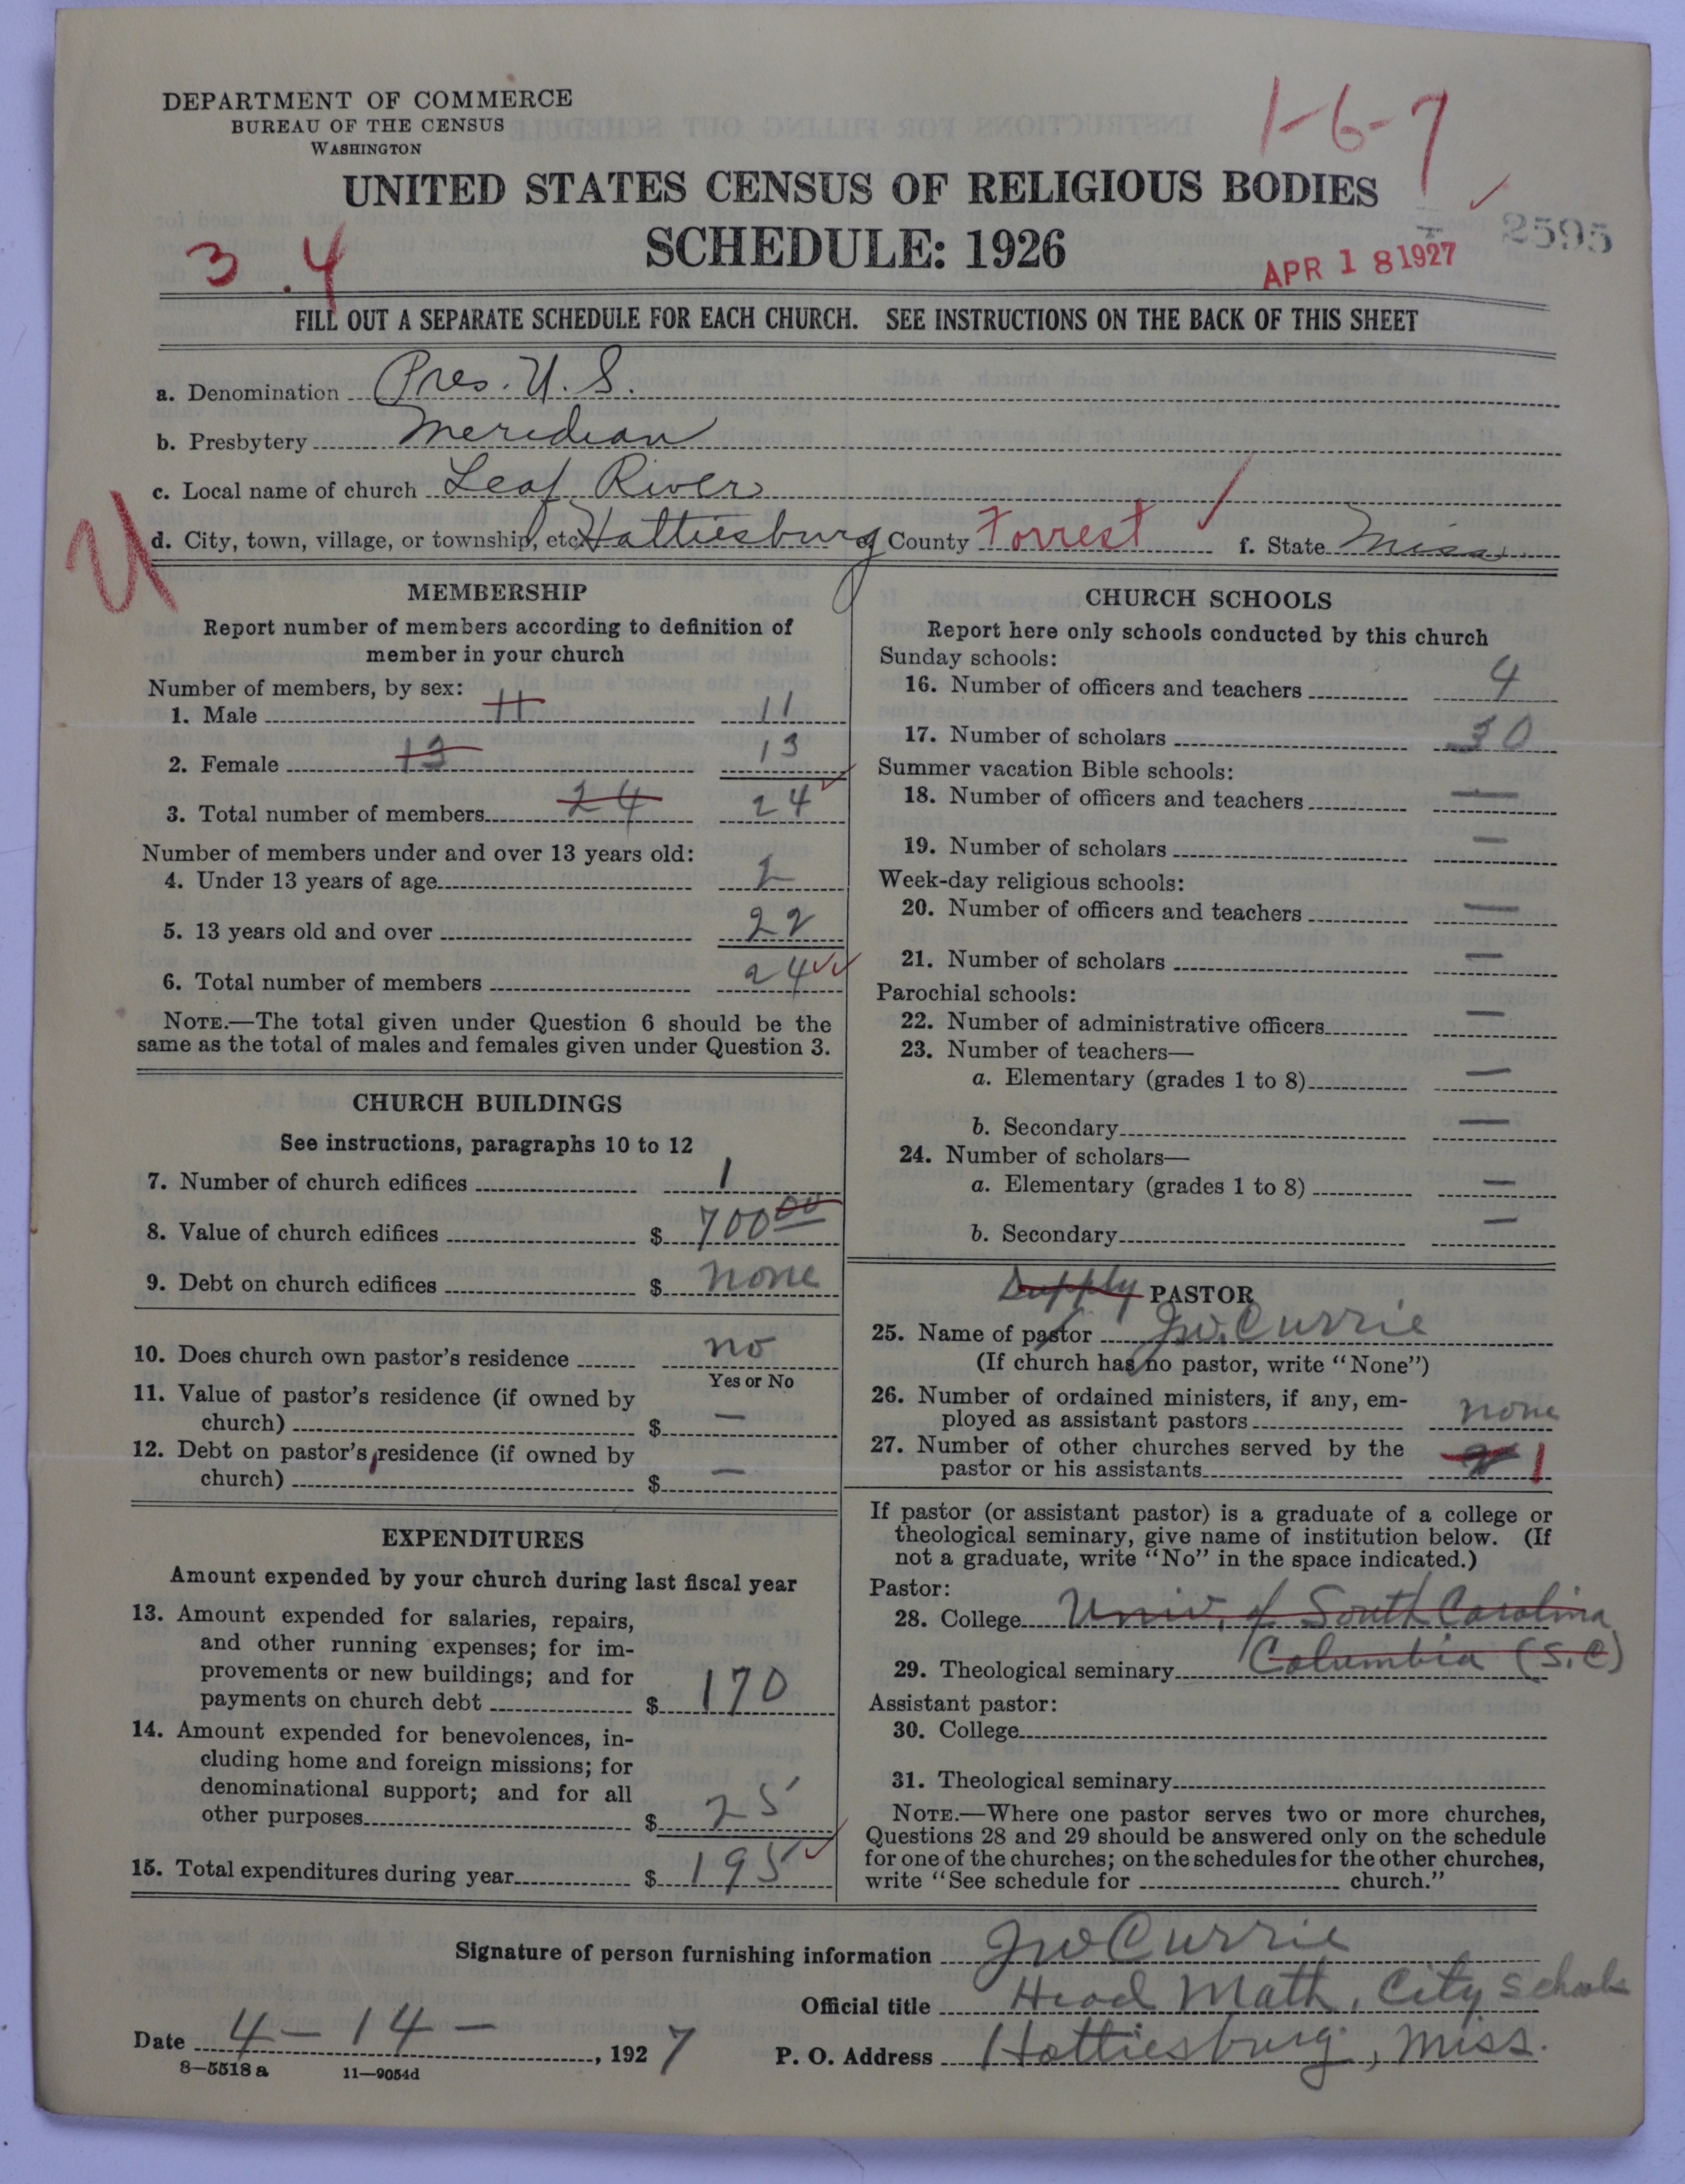 DEPARTMENT OF COMMERCE
BUREAU OF THE CENSUS
WASHINGTON
1-6-7
UNITED STATES CENSUS OF RELIGIOUS BODIES
SCHEDULE: 1926
3.4
2595
APR 18 1927
FILL OUT A SEPARATE SCHEDULE FOR EACH CHURCH. SEE INSTRUCTIONS ON THE BACK OF THIS SHEET
a. Denomination Pres. U. S.
b. Presbytery Meridian
c. Local name of church Leaf River
U
d. City, town, village, or township, etc. Hattiesburg e. County Forrest f. State Miss.
MEMBERSHIP
Report number of members according to definition of
member in your church
Number of members, by sex:
1. Male 11 11
2. Female 13 13
3. Total number of members 24 24
Number of members under and over 13 years old:
4. Under 13 years of age 2
5. 13 years old and over 22
6. Total number of members 24
NOTE.—The total given under Question 6 should be the
same as the total of males and females given under Question 3.
CHURCH BUILDINGS
See instructions, paragraphs 10 to 12
7. Number of church edifices 1
8. Value of church edifices $ 700 00
9. Debt on church edifices $ none
10. Does church own pastor's residence no
Yes or No
11. Value of pastor's residence (if owned by
church) $ —
12. Debt on pastor's residence (if owned by
church) $ —
EXPENDITURES
Amount expended by your church during last fiscal year
13. Amount expended for salaries, repairs,
and other running expenses; for im-
provements or new buildings; and for
payments on church debt $ 170
14. Amount expended for benevolences, in-
cluding home and foreign missions; for
denominational support; and for all
other purposes $ 25
15. Total expenditures during year $ 195
CHURCH SCHOOLS
Report here only schools conducted by this church
Sunday schools:
16. Number of officers and teachers 4
17. Number of scholars 30
Summer vacation Bible schools:
18. Number of officers and teachers —
19. Number of scholars —
Week-day religious schools:
20. Number of officers and teachers —
21. Number of scholars —
Parochial schools:
22. Number of administrative officers —
23. Number of teachers—
a. Elementary (grades 1 to 8) —
b. Secondary —
24. Number of scholars—
a. Elementary (grades 1 to 8) —
b. Secondary —
Supply PASTOR
25. Name of pastor J.W. Currie
(If church has no pastor, write "None")
26. Number of ordained ministers, if any, em-
ployed as assistant pastors none
27. Number of other churches served by the
pastor or his assistants 1
If pastor (or assistant pastor) is a graduate of a college or
theological seminary, give name of institution below. (If
not a graduate, write "No" in the space indicated.)
Pastor:
28. College Univ. of South Carolina
29. Theological seminary Columbia (S.C)
Assistant pastor:
30. College
31. Theological seminary
NOTE.—Where one pastor serves two or more churches,
Questions 28 and 29 should be answered only on the schedule
for one of the churches; on the schedules for the other churches,
write "See schedule for church."
Signature of person furnishing information JW Currie
Official title Head Math, City Schools
Date 4 - 14 - , 1927
P. O. Address Hattiesburg, Miss.
8—5518a 11—9054d